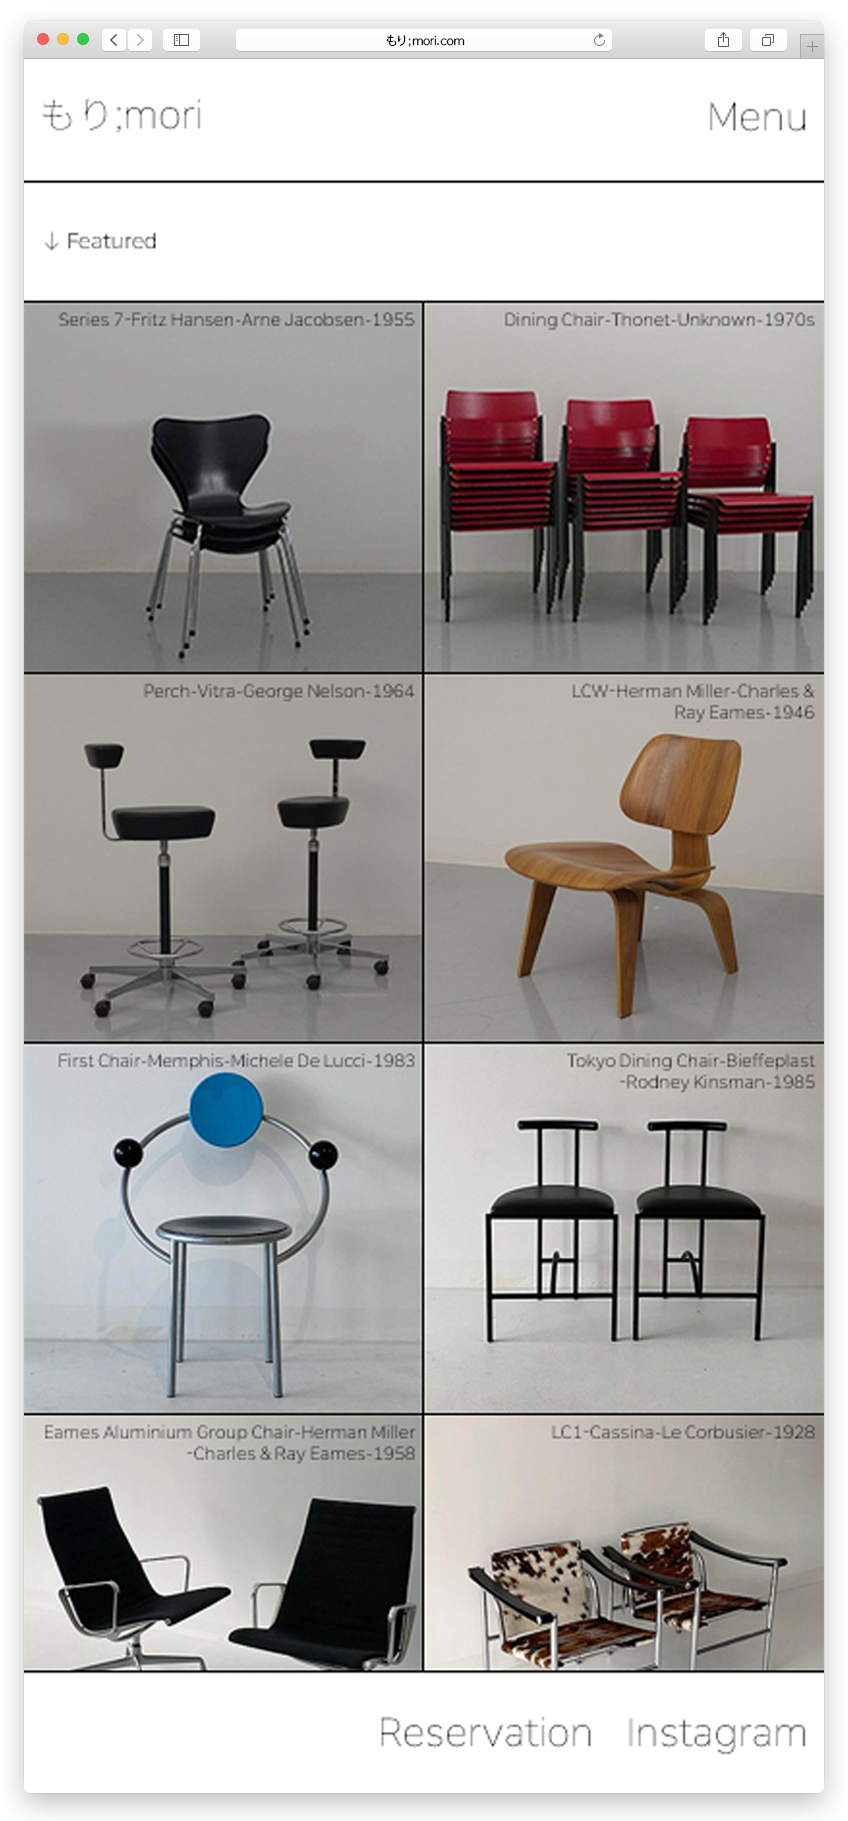 もり;mori.com
もり;mori
Menu
↓ Featured
Series 7-Fritz Hansen-Arne Jacobsen-1955
Dining Chair-Thonet-Unknown-1970s
Perch-Vitra-George Nelson-1964
LCW-Herman Miller-Charles &
Ray Eames-1946
First Chair-Memphis-Michele De Lucci-1983
Tokyo Dining Chair-Bieffeplast
-Rodney Kinsman-1985
Eames Aluminium Group Chair-Herman Miller
-Charles & Ray Eames-1958
LC1-Cassina-Le Corbusier-1928
Reservation
Instagram